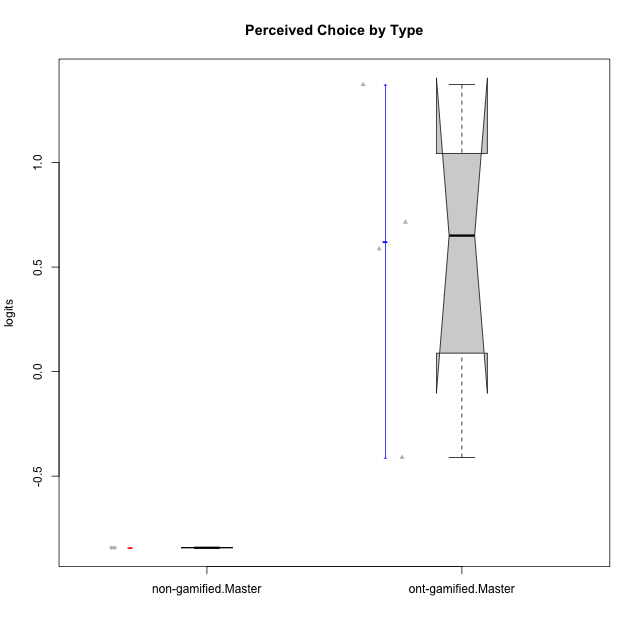 Perceived Choice by Type
logits
1.0
0.5
0.0
-0.5
non-gamified.Master
ont-gamified.Master